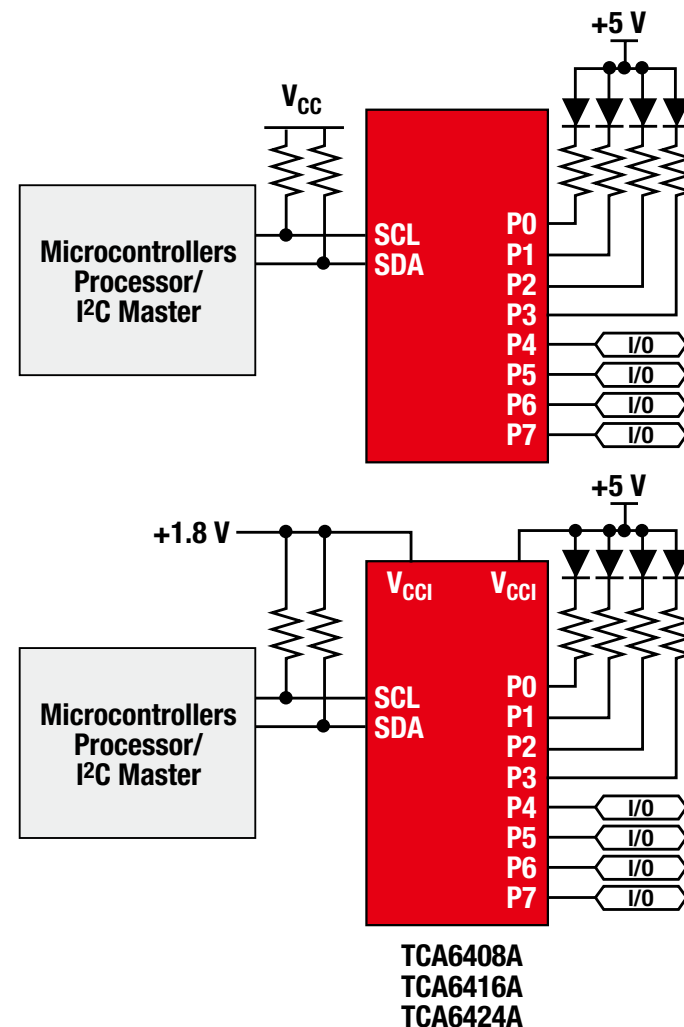 +5 V
VCC
Microcontrollers
Processor/
I2C Master
SCL
SDA
P0
P1
P2
P3
P4
P5
P6
P7
I/0
I/0
I/0
I/0
+5 V
+1.8 V
VCCI
VCCI
Microcontrollers
Processor/
I2C Master
SCL
SDA
P0
P1
P2
P3
P4
P5
P6
P7
I/0
I/0
I/0
I/0
TCA6408A
TCA6416A
TCA6424A